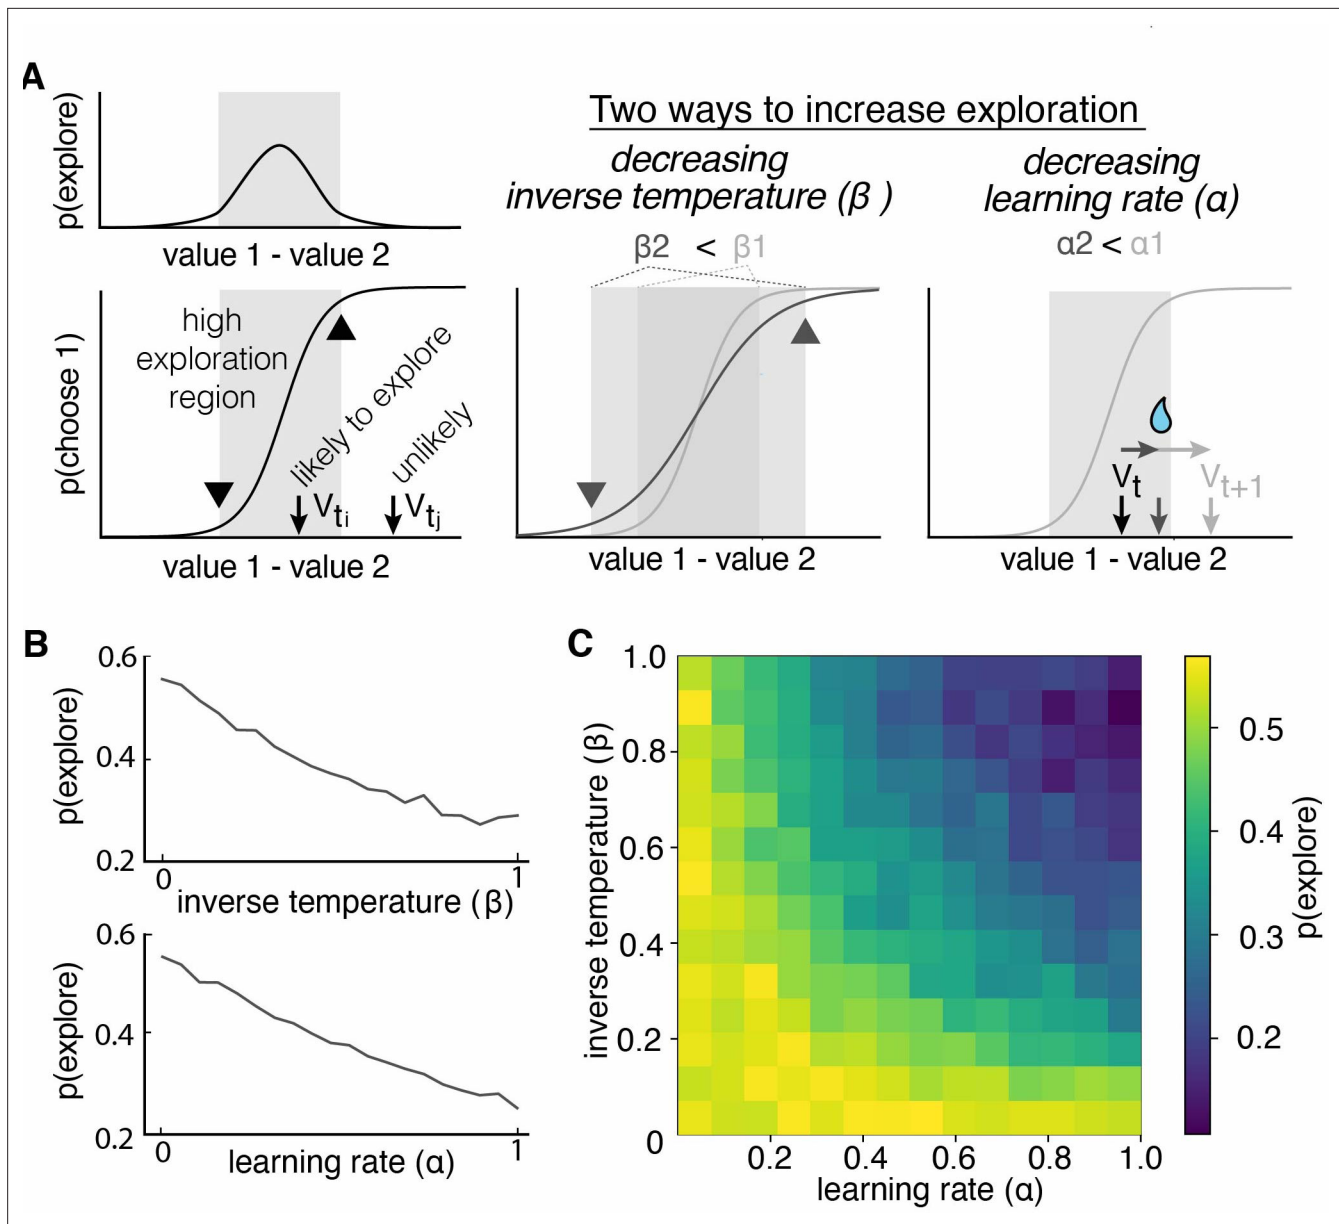 A
p(explore)
value 1 - value 2
p(choose 1)
high
exploration
region
likely to explore
unlikely
Vti
Vtj
value 1 - value 2
Two ways to increase exploration
decreasing
inverse temperature (β )
β2 < β1
value 1 - value 2
decreasing
learning rate (α)
α2 < α1
Vt
Vt+1
value 1 - value 2
B
p(explore)
0.6
0.4
0.2
0
1
inverse temperature (β)
p(explore)
0.6
0.4
0.2
0
1
learning rate (α)
C
inverse temperature (β)
1.0
0.8
0.6
0.4
0.2
0
0.2
0.4
0.6
0.8
1.0
learning rate (α)
0.5
0.4
0.3
0.2
p(explore)